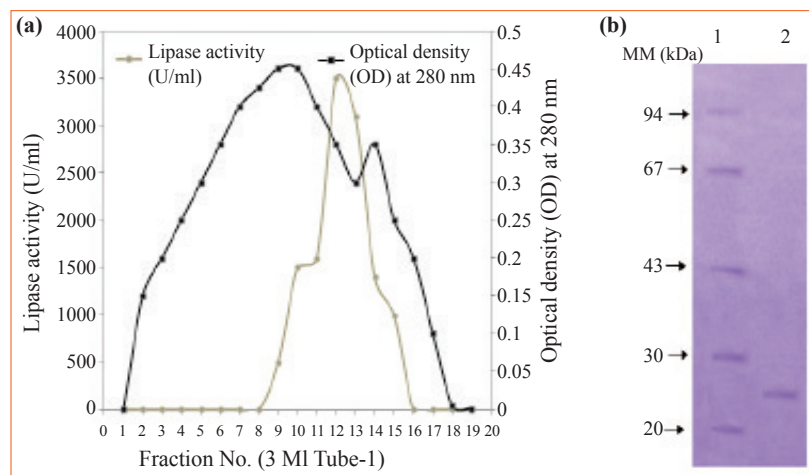 (a)
4000
3500
3000
2500
2000
1500
1000
500
0
Lipase activity (U/ml)
Lipase activity
(U/ml)
Optical density
(OD) at 280 nm
0.5
0.45
0.4
0.35
0.3
0.25
0.2
0.15
0.1
0.05
0
Optical density (OD) at 280 nm
0 1 2 3 4 5 6 7 8 9 10 11 12 13 14 15 16 17 18 19 20
Fraction No. (3 Ml Tube-1)
(b)
1 2
MM (kDa)
94
67
43
30
20